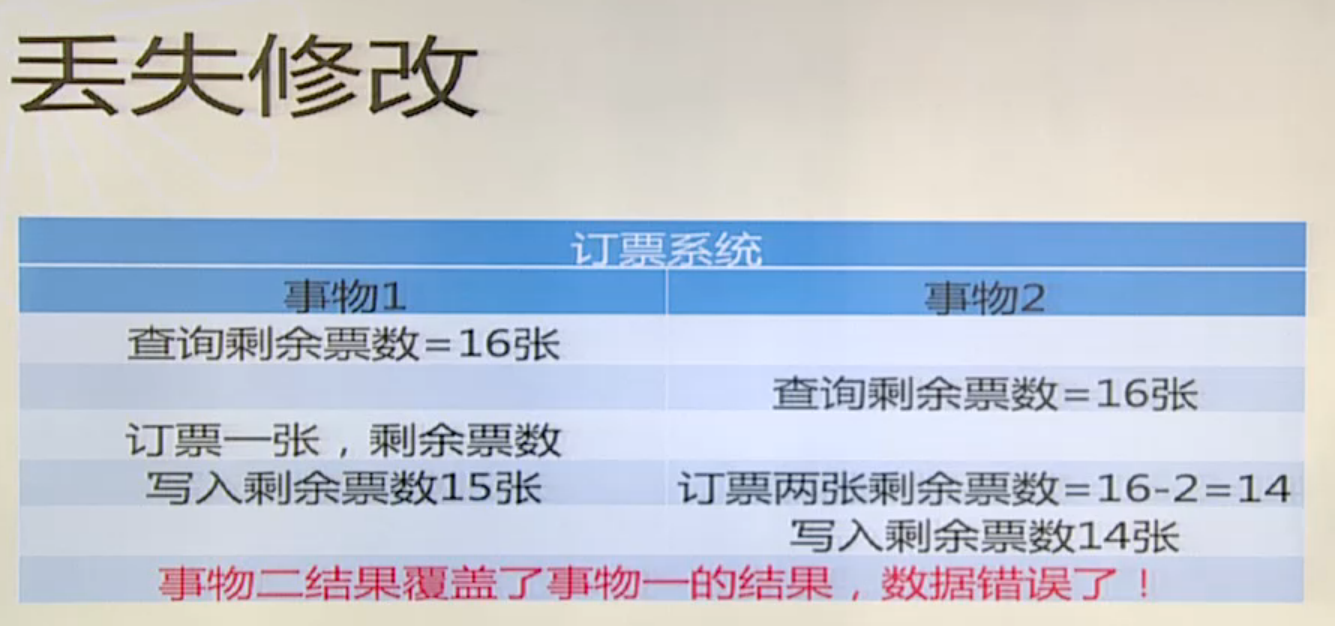 丢失修改
订票系统
事物1 事物2
查询剩余票数=16张
查询剩余票数=16张
订票一张，剩余票数
写入剩余票数15张 订票两张剩余票数=16-2=14
写入剩余票数14张
事物二结果覆盖了事物一的结果，数据错误了！